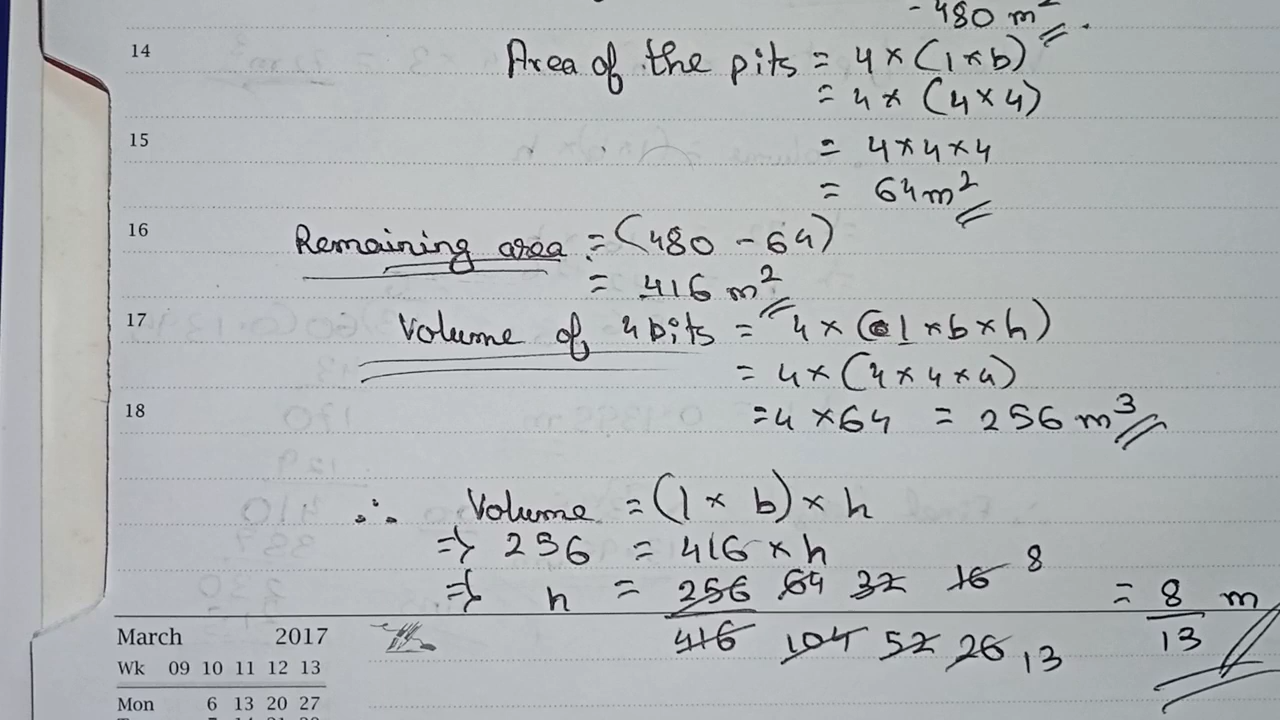 - 480 m²
14
Area of the pits = 4 × (l × b)
= 4 × (4 × 4)
15
= 4 × 4 × 4
= 64 m²
16
Remaining area = (480 - 64)
= 416 m²
17
Volume of 4 pits = 4 × (l × b × h)
= 4 × (4 × 4 × 4)
18
= 4 × 64 = 256 m³
∴ Volume = (l × b) × h
⇒ 256 = 416 × h
⇒ h = 256 64 32 16 8 = 8 m
416 104 52 26 13 13
March 2017
Wk 09 10 11 12 13
Mon 6 13 20 27